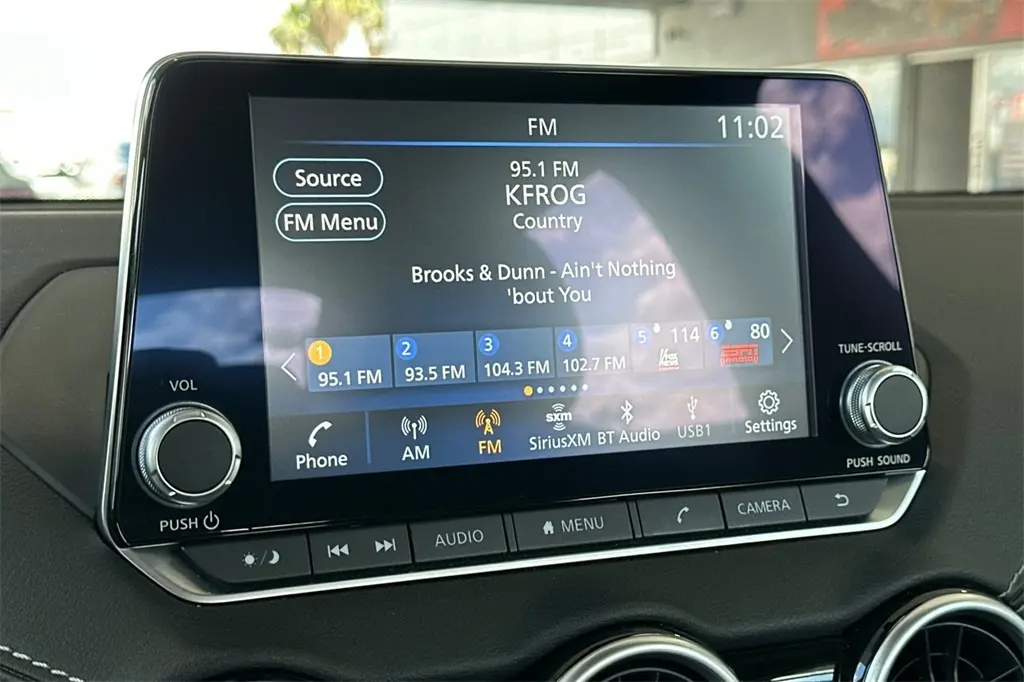 FM 11:02
Source
95.1 FM
KFROG
FM Menu
Country
Brooks & Dunn - Ain't Nothing
'bout You
1 95.1 FM
2 93.5 FM
3 104.3 FM
4 102.7 FM
5 114
6 80
Phone
AM
FM
sxm
SiriusXM
BT Audio
USB1
Settings
VOL
PUSH
TUNE·SCROLL
PUSH SOUND
AUDIO
MENU
CAMERA